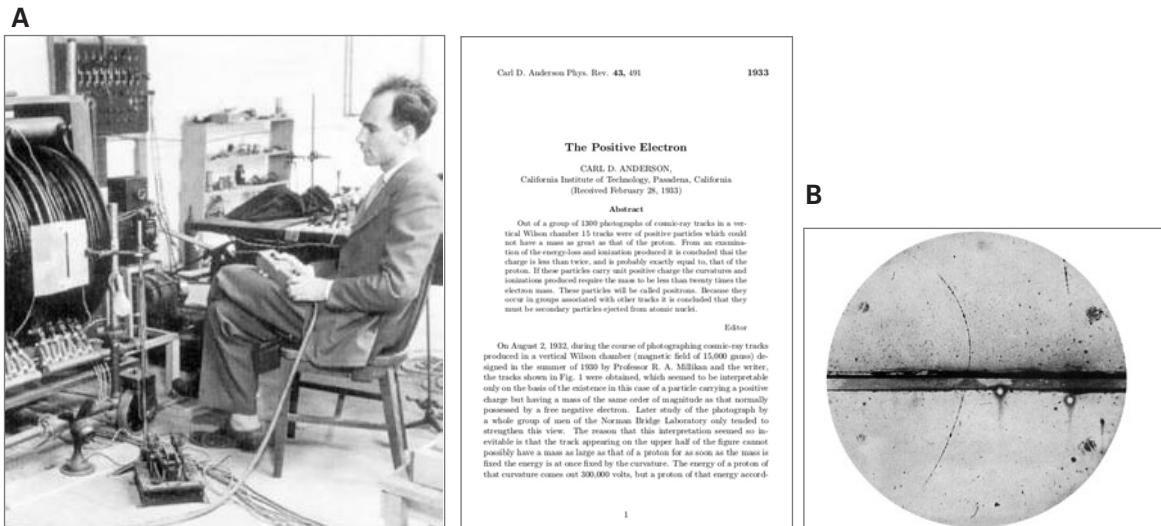 A
Carl D. Anderson Phys. Rev. 43, 491 1933
The Positive Electron
CARL D. ANDERSON,
California Institute of Technology, Pasadena, California
(Received February 28, 1933)
Abstract
Out of a group of 1300 photographs of cosmic-ray tracks in a ver-
tical Wilson chamber 15 tracks were of positive particles which could
not have a mass as great as that of the proton. From an examina-
tion of the energy-loss and ionization produced it is concluded that the
charge is less than twice, and is probably exactly equal to, that of the
proton. If these particles carry unit positive charge the curvatures and
ionizations produced require the mass to be less than twenty times the
electron mass. These particles will be called positrons. Because they
occur in groups associated with other tracks it is concluded that they
must be secondary particles ejected from atomic nuclei.
Editor
On August 2, 1932, during the course of photographing cosmic-ray tracks
produced in a vertical Wilson chamber (magnetic field of 15,000 gauss) de-
signed in the summer of 1930 by Professor R. A. Millikan and the writer,
the tracks shown in Fig. 1 were obtained, which seemed to be interpretable
only on the basis of the existence in this case of a particle carrying a positive
charge but having a mass of the same order of magnitude as that normally
possessed by a free negative electron. Later study of the photograph by
a whole group of men of the Norman Bridge Laboratory only tended to
strengthen this view. The reason that this interpretation seemed so in-
evitable is that the track appearing on the upper half of the figure cannot
possibly have a mass as large as that of a proton for as soon as the mass is
fixed the energy is at once fixed by the curvature. The energy of a proton of
that curvature comes out 300,000 volts, but a proton of that energy accord-
1
B